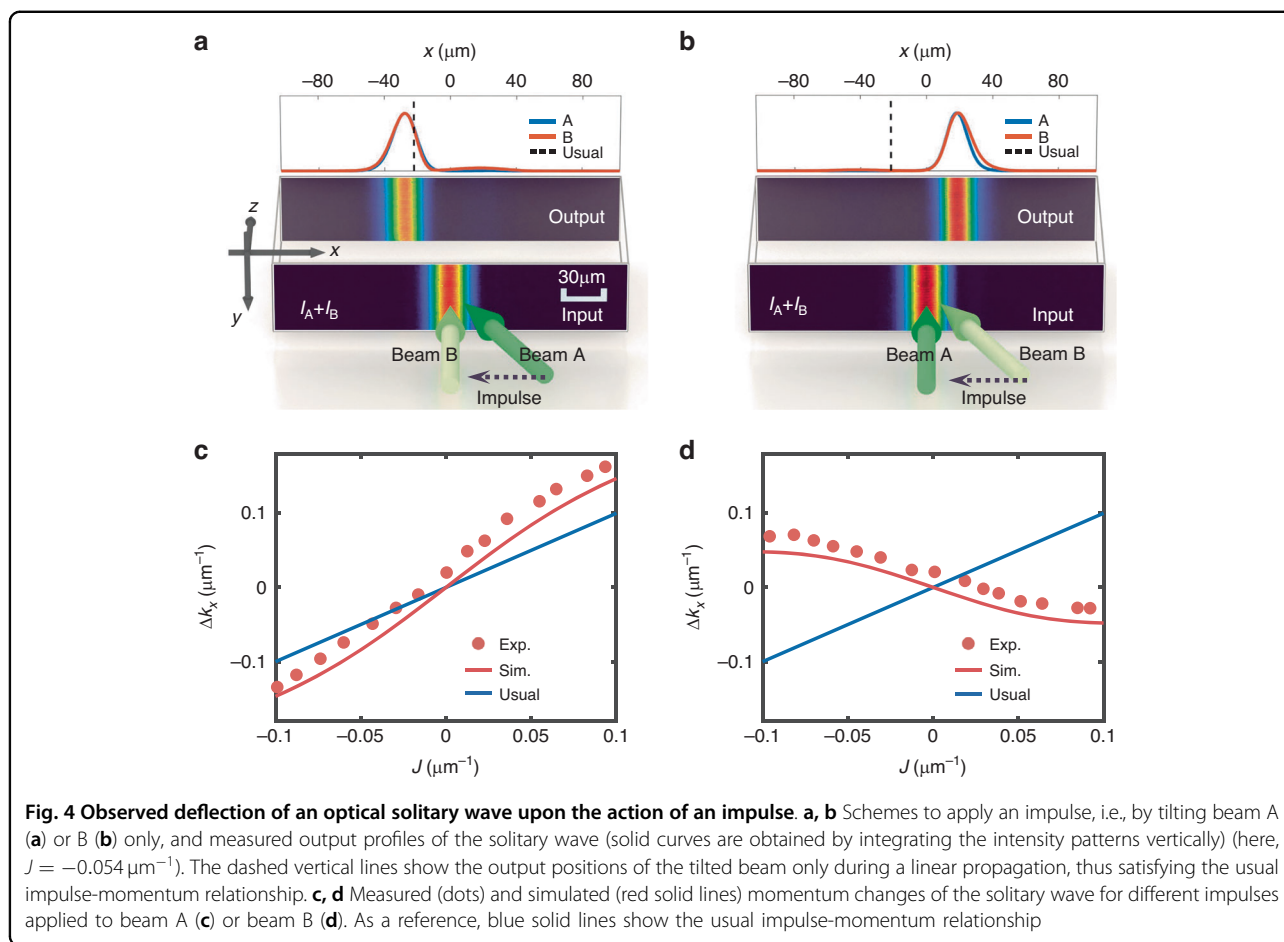 a
x (μm)
−80 −40 0 40 80
A
B
Usual
Output
z
x
y
30μm
I_A+I_B
Input
Beam B
Beam A
Impulse
b
x (μm)
−80 −40 0 40 80
A
B
Usual
Output
I_A+I_B
Input
Beam A
Beam B
Impulse
c
Δk_x (μm⁻¹)
0.1
0
−0.1
Exp.
Sim.
Usual
−0.1 −0.05 0 0.05 0.1
J (μm⁻¹)
d
Δk_x (μm⁻¹)
0.1
0
−0.1
Exp.
Sim.
Usual
−0.1 −0.05 0 0.05 0.1
J (μm⁻¹)
Fig. 4 Observed deflection of an optical solitary wave upon the action of an impulse. a, b Schemes to apply an impulse, i.e., by tilting beam A
(a) or B (b) only, and measured output profiles of the solitary wave (solid curves are obtained by integrating the intensity patterns vertically) (here,
J = −0.054 μm⁻¹). The dashed vertical lines show the output positions of the tilted beam only during a linear propagation, thus satisfying the usual
impulse-momentum relationship. c, d Measured (dots) and simulated (red solid lines) momentum changes of the solitary wave for different impulses
applied to beam A (c) or beam B (d). As a reference, blue solid lines show the usual impulse-momentum relationship